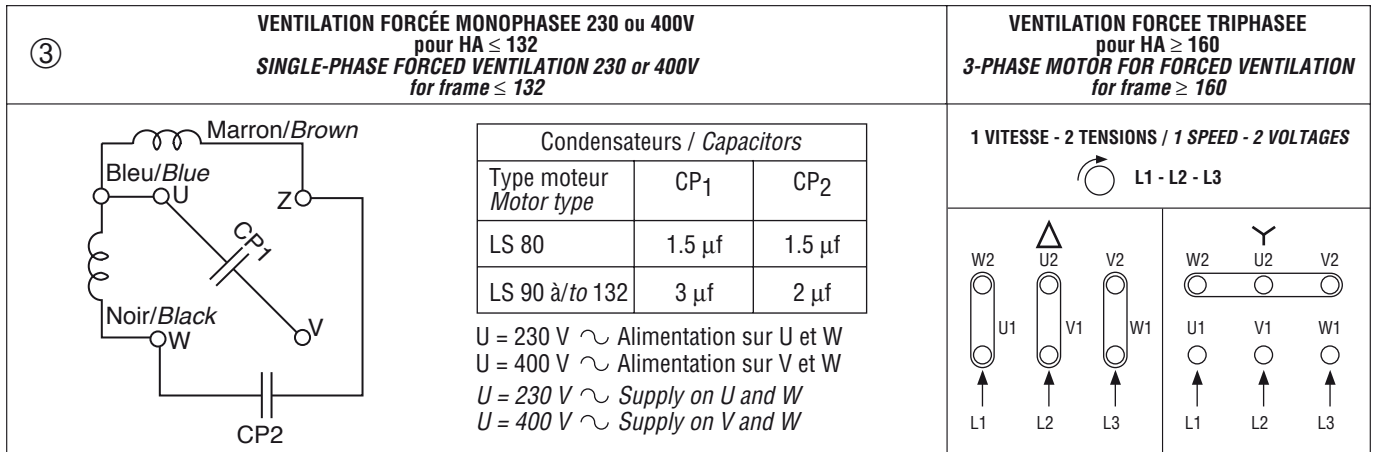 ③
VENTILATION FORCÉE MONOPHASEE 230 ou 400V
pour HA ≤ 132
SINGLE-PHASE FORCED VENTILATION 230 or 400V
for frame ≤ 132
VENTILATION FORCEE TRIPHASEE
pour HA ≥ 160
3-PHASE MOTOR FOR FORCED VENTILATION
for frame ≥ 160
Marron/Brown
Bleu/Blue
U
Z
CP1
Noir/Black
W
V
CP2
Condensateurs / Capacitors
Type moteur CP1 CP2
Motor type
LS 80 1.5 µf 1.5 µf
LS 90 à/to 132 3 µf 2 µf
U = 230 V ∿ Alimentation sur U et W
U = 400 V ∿ Alimentation sur V et W
U = 230 V ∿ Supply on U and W
U = 400 V ∿ Supply on V and W
1 VITESSE - 2 TENSIONS / 1 SPEED - 2 VOLTAGES
L1 - L2 - L3
Δ
W2 U2 V2
U1 V1 W1
L1 L2 L3
W2 U2 V2
U1 V1 W1
L1 L2 L3